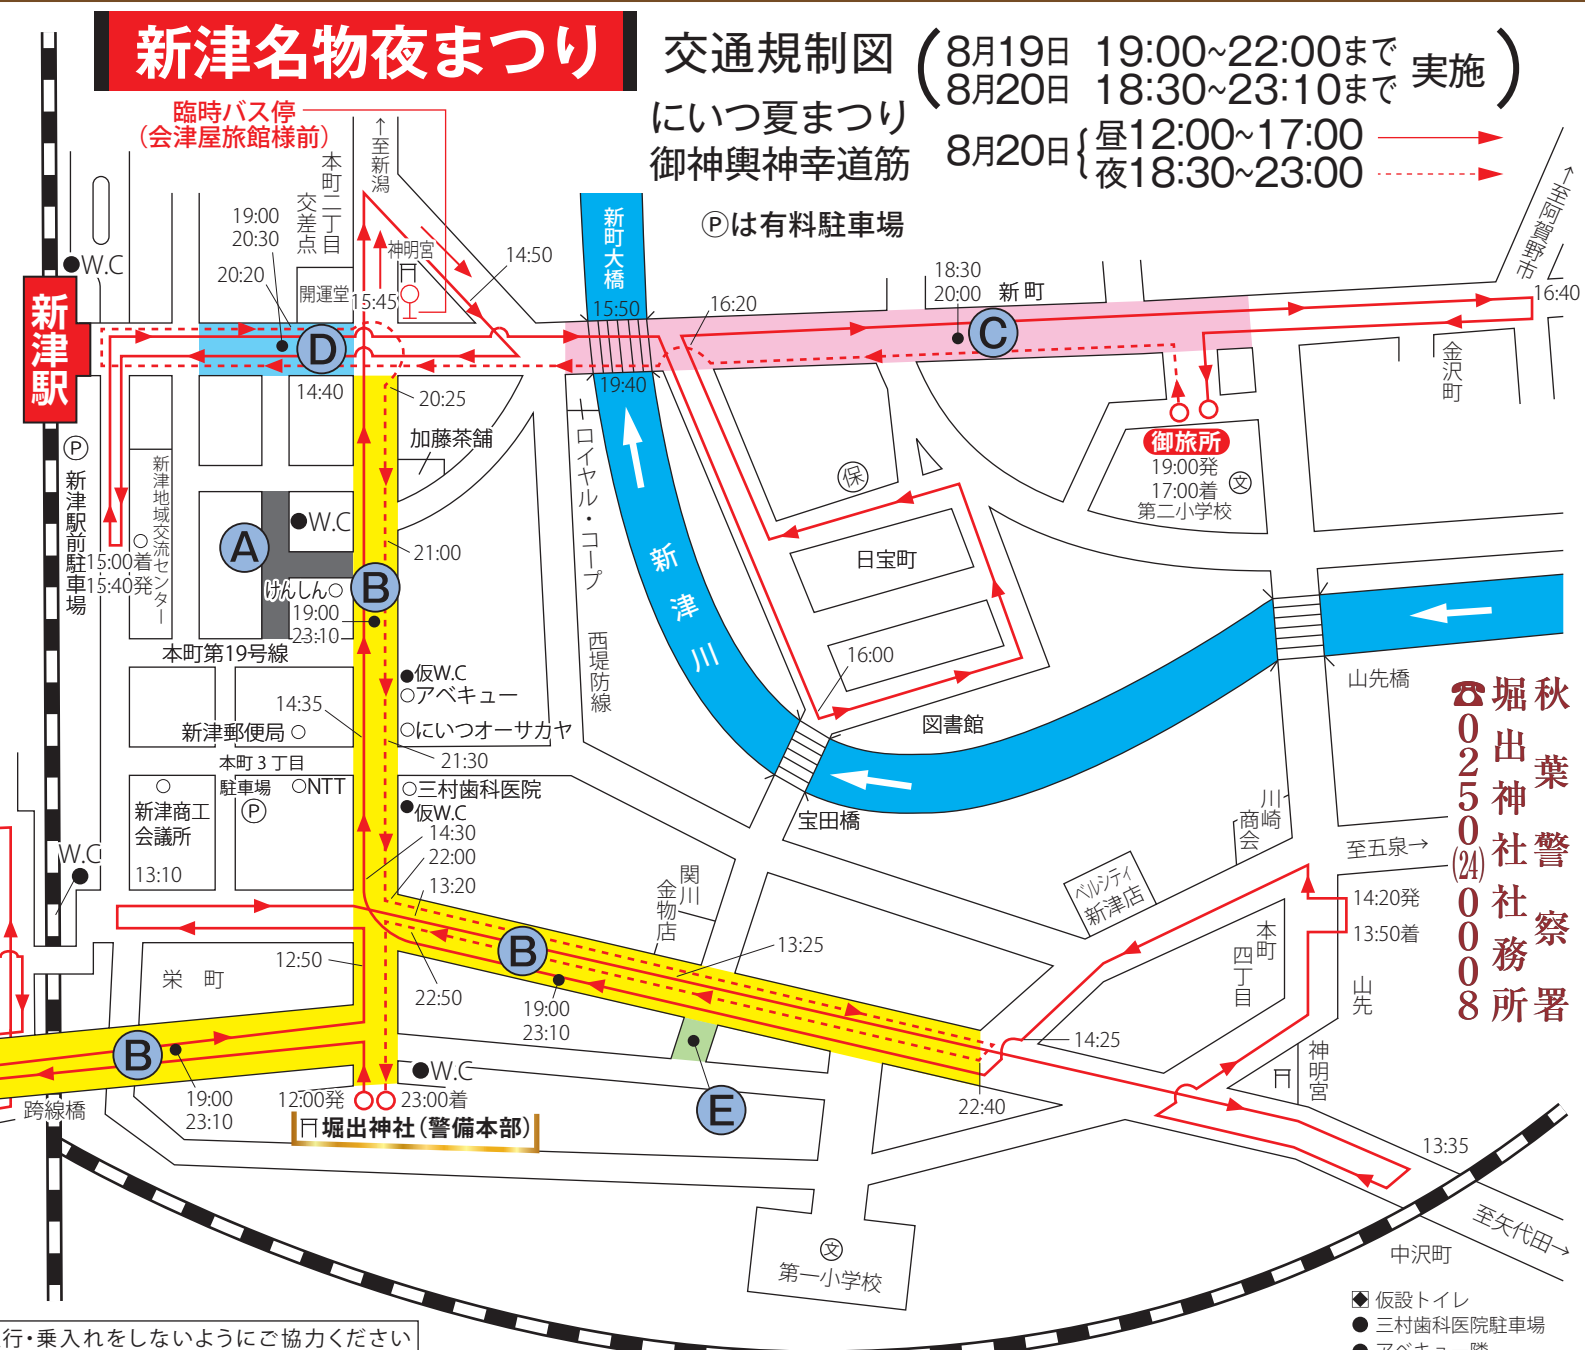 新津名物夜まつり
交通規制図
8月19日 19:00~22:00まで
8月20日 18:30~23:10まで
実施
にいつ夏まつり
御神輿神幸道筋
8月20日
昼12:00~17:00
夜18:30~23:00
Ⓟは有料駐車場
臨時バス停
(会津屋旅館様前)
↑至新潟
本町二丁目
交差点
19:00
20:30
20:20
神明宮
開運堂
15:45
14:50
新町大橋
15:50
16:20
18:30
20:00
新町
↑至阿賀野市
16:40
W.C
新津駅
D
C
14:40
19:40
20:25
金沢町
加藤茶舗
ロイヤル・コープ
保
御旅所
19:00発
17:00着
文
第二小学校
Ⓟ
新津駅前駐車場
新津地域交流センター
15:00着
15:40発
A
W.C
B
けんしん
19:00
23:10
21:00
新津川
日宝町
本町第19号線
仮W.C
アベキュー
西堤防線
16:00
山先橋
14:35
新津郵便局
にいつオーサカヤ
図書館
21:30
本町3丁目
駐車場
Ⓟ
NTT
三村歯科医院
仮W.C
新津商工
会議所
13:10
宝田橋
川崎
商会
至五泉→
W.C
14:30
22:00
13:20
関川
金物店
ベルシティ
新津店
14:20発
13:50着
本町
四丁目
山先
秋葉警察署
堀出神社社務所
☎0250(24)0008
栄町
12:50
22:50
B
19:00
23:10
13:25
14:25
神明宮
B
19:00
23:10
跨線橋
W.C
12:00発
23:00着
堀出神社(警備本部)
E
22:40
13:35
文
第一小学校
至矢代田→
中沢町
仮設トイレ
三村歯科医院駐車場
アベキュー隣
行・乗入れをしないようにご協力ください